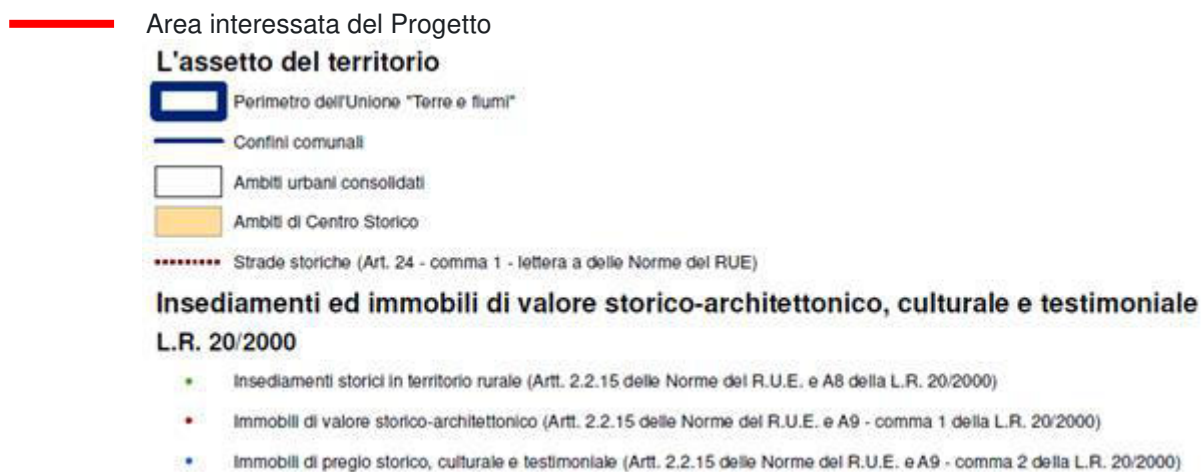 Area interessata del Progetto
L'assetto del territorio
Perimetro dell'Unione "Terre e fiumi"
Confini comunali
Ambiti urbani consolidati
Ambiti di Centro Storico
Strade storiche (Art. 24 - comma 1 - lettera a delle Norme del RUE)
Insediamenti ed immobili di valore storico-architettonico, culturale e testimoniale
L.R. 20/2000
Insediamenti storici in territorio rurale (Artt. 2.2.15 delle Norme del R.U.E. e A8 della L.R. 20/2000)
Immobili di valore storico-architettonico (Artt. 2.2.15 delle Norme del R.U.E. e A9 - comma 1 della L.R. 20/2000)
Immobili di pregio storico, culturale e testimoniale (Artt. 2.2.15 delle Norme del R.U.E. e A9 - comma 2 della L.R. 20/2000)